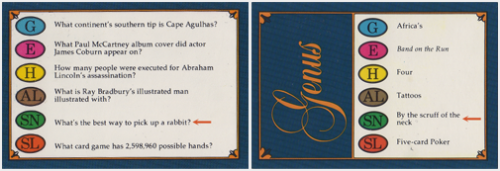 G
What continent's southern tip is Cape Agulhas?
E
What Paul McCartney album cover did actor
James Coburn appear on?
H
How many people were executed for Abraham
Lincoln's assassination?
AL
What is Ray Bradbury's illustrated man
illustrated with?
SN
What's the best way to pick up a rabbit?
SL
What card game has 2,598,960 possible hands?
Genus
G
Africa's
E
Band on the Run
H
Four
AL
Tattoos
SN
By the scruff of the
neck
SL
Five-card Poker